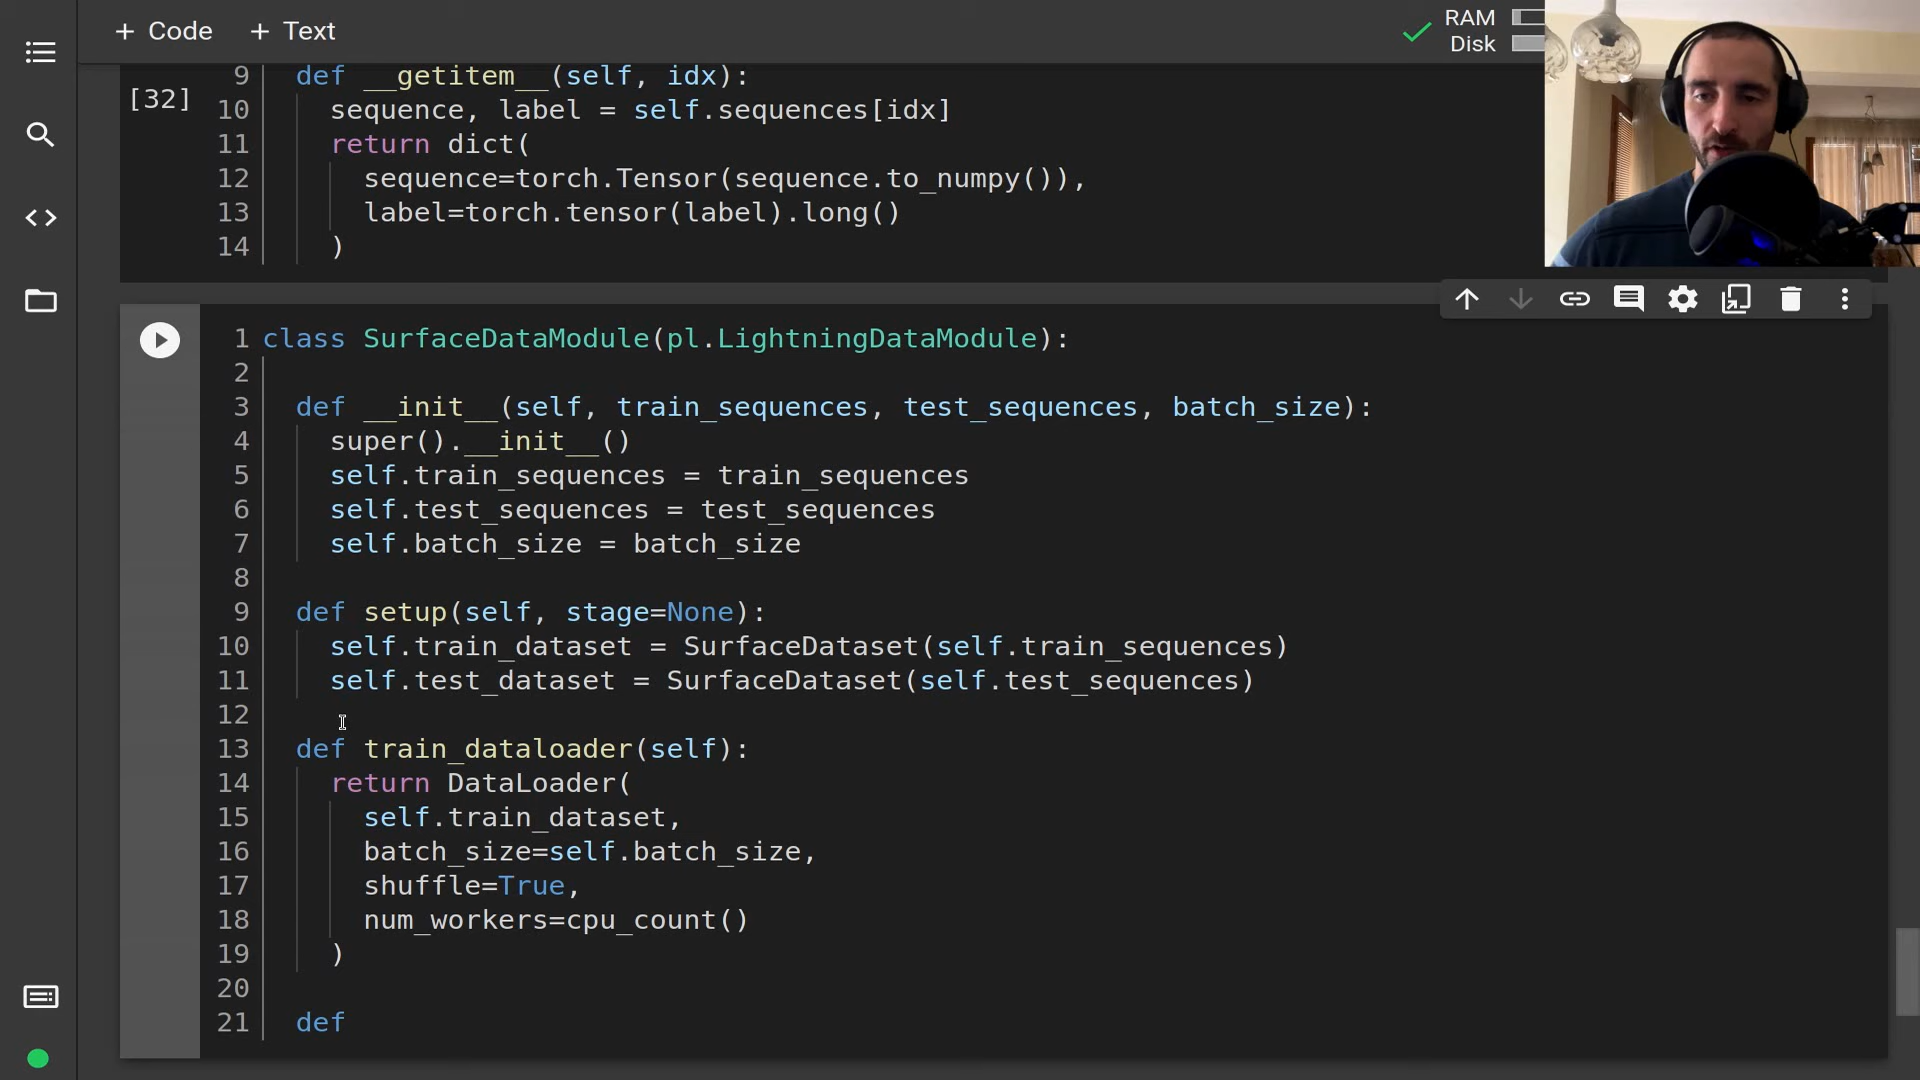 + Code + Text
RAM
Disk
[32]
9 def __getitem__(self, idx):
10 sequence, label = self.sequences[idx]
11 return dict(
12 sequence=torch.Tensor(sequence.to_numpy()),
13 label=torch.tensor(label).long()
14 )
1 class SurfaceDataModule(pl.LightningDataModule):
2
3 def __init__(self, train_sequences, test_sequences, batch_size):
4 super().__init__()
5 self.train_sequences = train_sequences
6 self.test_sequences = test_sequences
7 self.batch_size = batch_size
8
9 def setup(self, stage=None):
10 self.train_dataset = SurfaceDataset(self.train_sequences)
11 self.test_dataset = SurfaceDataset(self.test_sequences)
12
13 def train_dataloader(self):
14 return DataLoader(
15 self.train_dataset,
16 batch_size=self.batch_size,
17 shuffle=True,
18 num_workers=cpu_count()
19 )
20
21 def